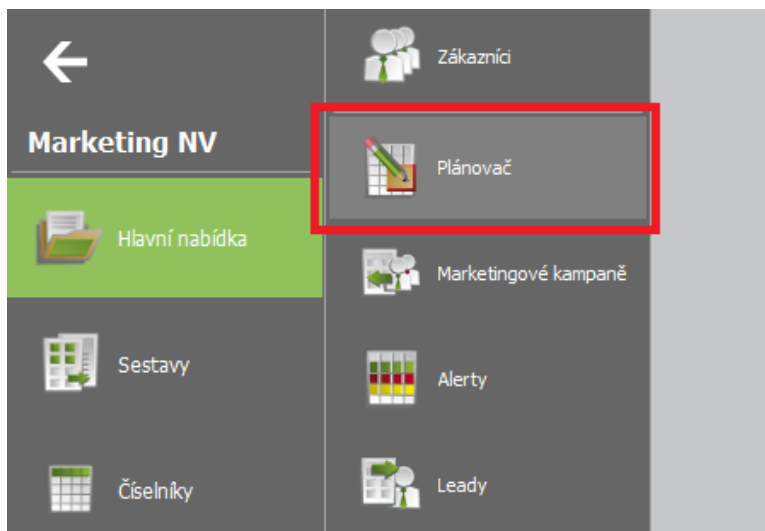 Marketing NV
Hlavní nabídka
Sestavy
Číselníky
Zákazníci
Plánovač
Marketingové kampaně
Alerty
Leady